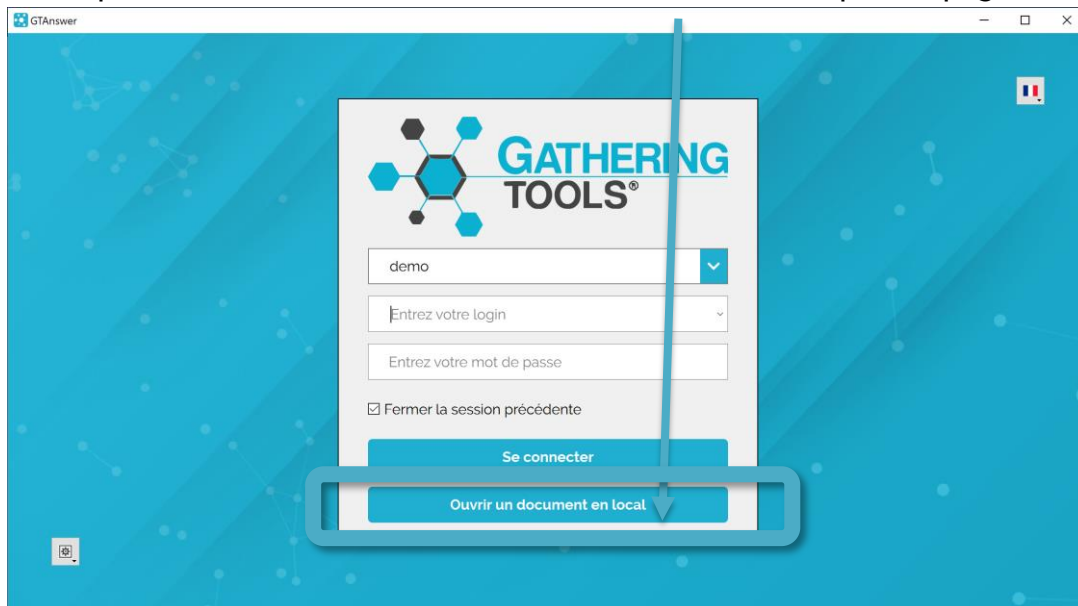 GTAnswer
GATHERING
TOOLS®
demo
Entrez votre login
Entrez votre mot de passe
Fermer la session précédente
Se connecter
Ouvrir un document en local